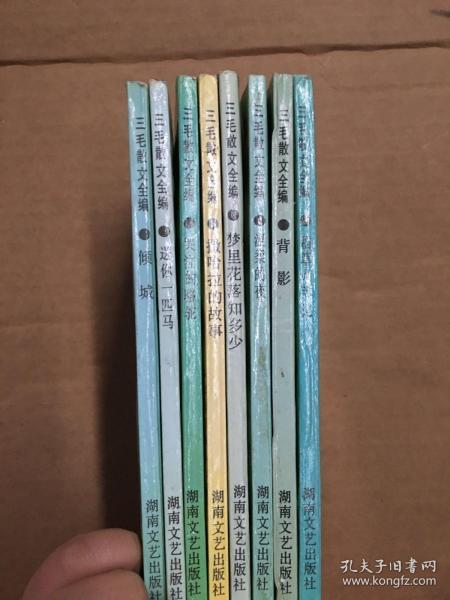 三毛散文全编 倾城 湖南文艺出版社
三毛散文全编 送你一匹马 湖南文艺出版社
三毛散文全编 哭泣的骆驼 湖南文艺出版社
三毛散文全编 撒哈拉的故事 湖南文艺出版社
三毛散文全编 梦里花落知多少 湖南文艺出版社
三毛散文全编 温柔的夜 湖南文艺出版社
三毛散文全编 背影 湖南文艺出版社
三毛散文全编 湖南文艺出版社
孔夫子旧书网
www.kongfz.com